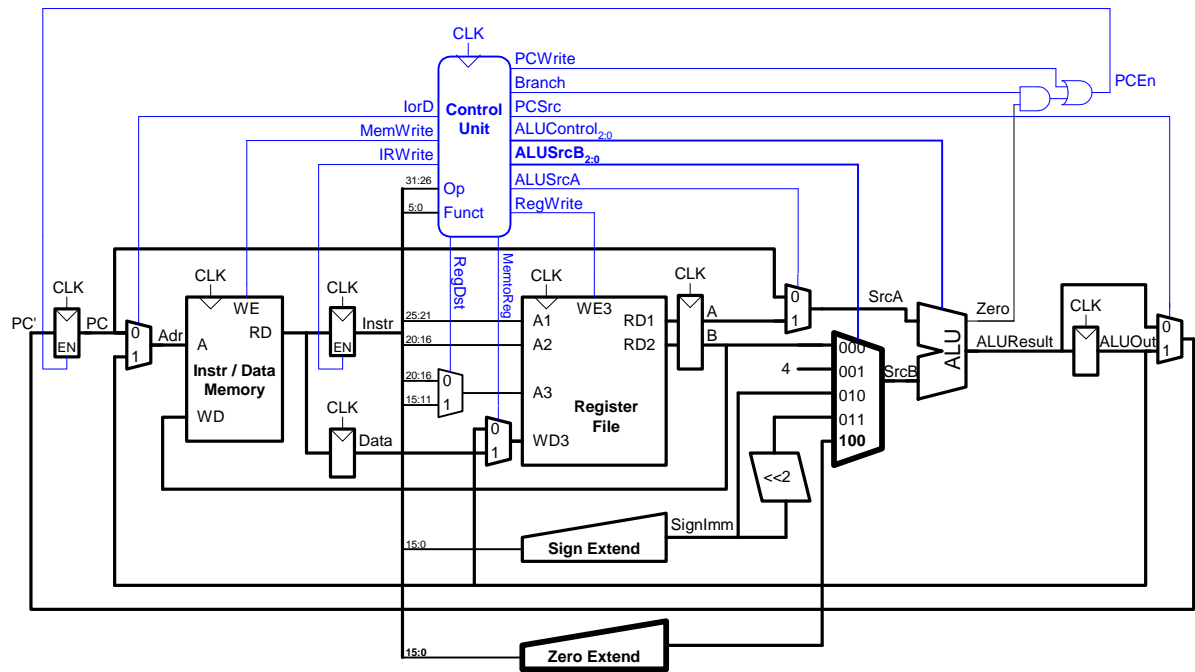 CLK
PCWrite
Branch
PCEn
IorD
Control Unit
PCSrc
MemWrite
ALUControl2:0
IRWrite
ALUSrcB2:0
31:26
Op
ALUSrcA
5:0
Funct
RegWrite
RegDst
MemtoReg
CLK
CLK
CLK
CLK
CLK
0
1
SrcA
Zero
CLK
PC'
PC
EN
0
1
Adr
WE
RD
A
Instr / Data Memory
WD
Instr
EN
25:21
A1
WE3
RD1
A
20:16
A2
RD2
B
000
4
001
SrcB
010
011
100
ALU
ALUResult
ALUOut
0
1
20:16
0
15:11
1
A3
Register File
CLK
Data
0
1
WD3
<<2
SignImm
15:0
Sign Extend
15:0
Zero Extend